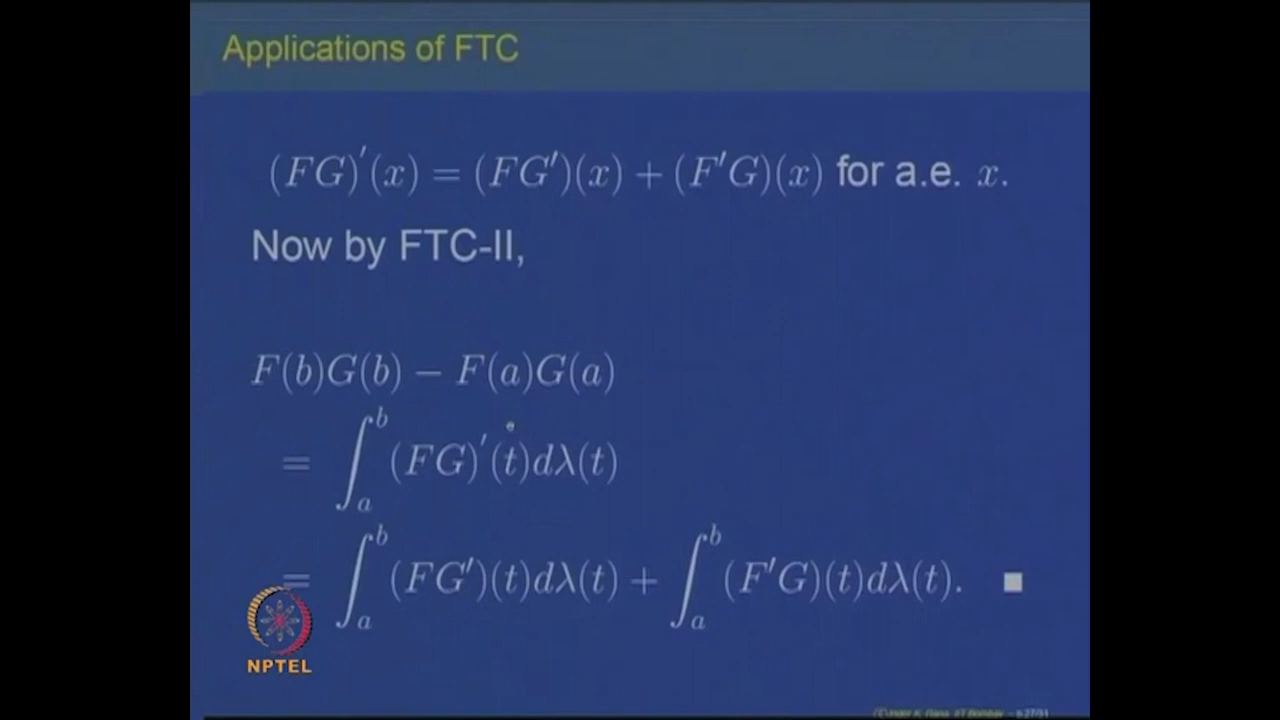 Applications of FTC
(FG)′(x) = (FG′)(x) + (F′G)(x) for a.e. x.
Now by FTC-II,
F(b)G(b) − F(a)G(a)
= ∫_a^b (FG)′(t)dλ(t)
= ∫_a^b (FG′)(t)dλ(t) + ∫_a^b (F′G)(t)dλ(t). ■
NPTEL